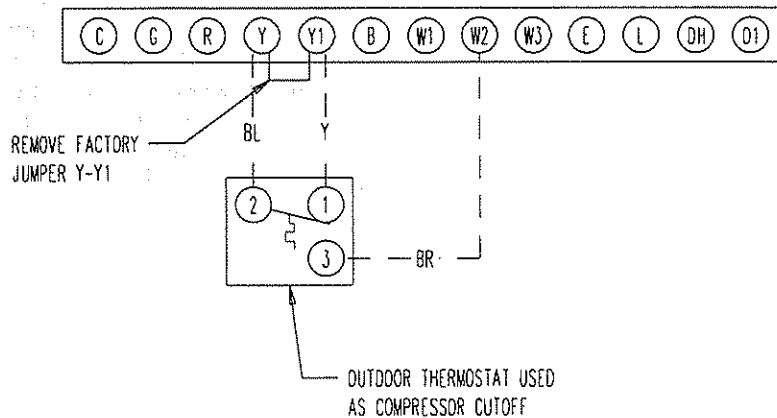 C G R Y Y1 B W1 W2 W3 E L DH O1
REMOVE FACTORY
JUMPER Y-Y1
BL Y
2 1
3 BR
OUTDOOR THERMOSTAT USED
AS COMPRESSOR CUTOFF